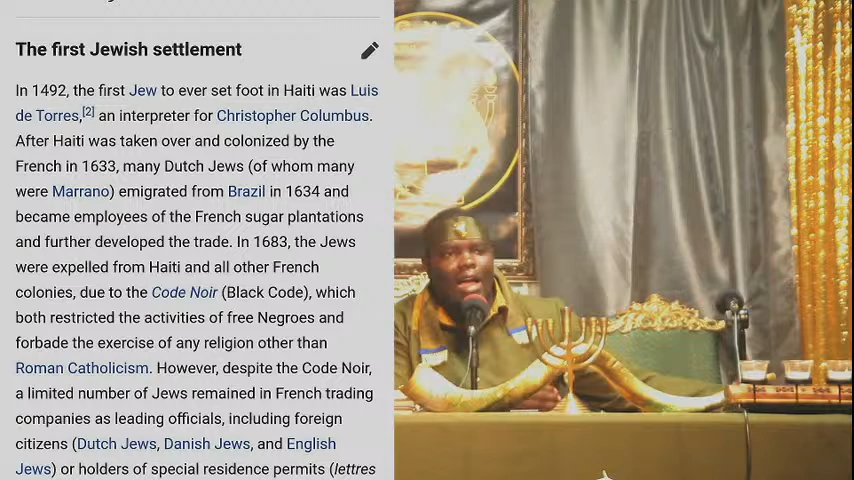 The first Jewish settlement
In 1492, the first Jew to ever set foot in Haiti was Luis
de Torres,[2] an interpreter for Christopher Columbus.
After Haiti was taken over and colonized by the
French in 1633, many Dutch Jews (of whom many
were Marrano) emigrated from Brazil in 1634 and
became employees of the French sugar plantations
and further developed the trade. In 1683, the Jews
were expelled from Haiti and all other French
colonies, due to the Code Noir (Black Code), which
both restricted the activities of free Negroes and
forbade the exercise of any religion other than
Roman Catholicism. However, despite the Code Noir,
a limited number of Jews remained in French trading
companies as leading officials, including foreign
citizens (Dutch Jews, Danish Jews, and English
Jews) or holders of special residence permits (lettres